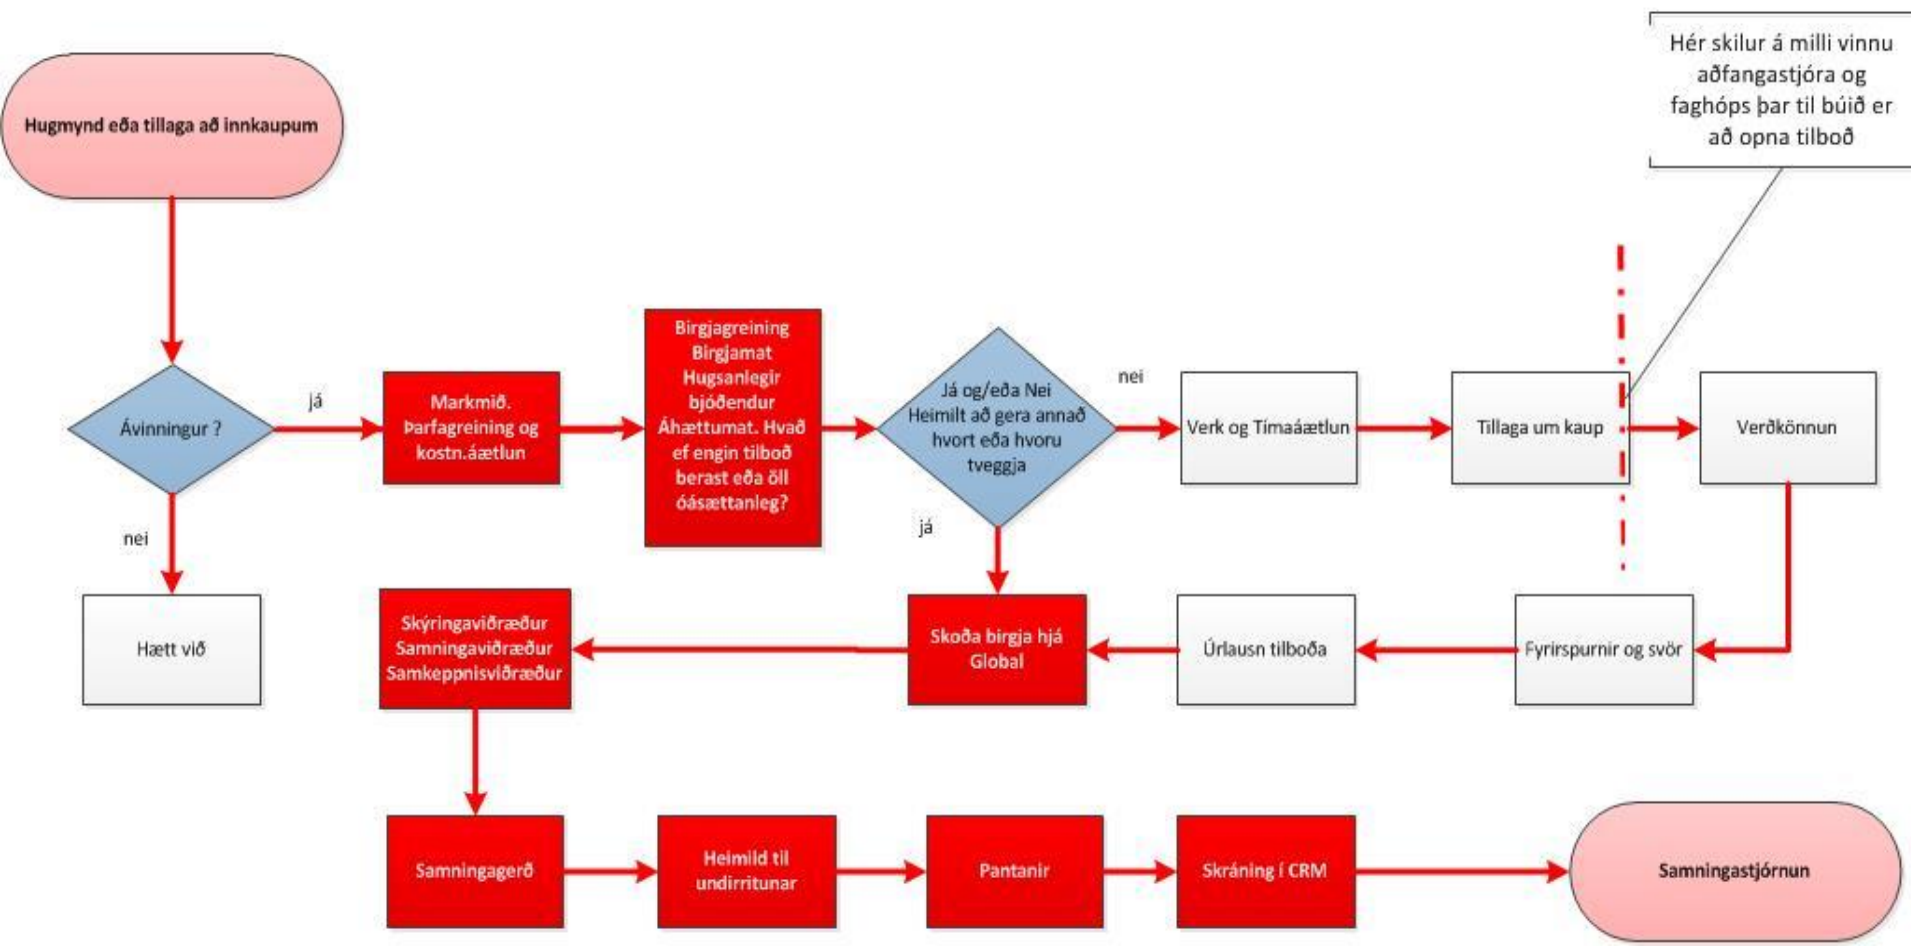 Hér skilur á milli vinnu
aðfangastjóra og
faghóps þar til búið er
að opna tilboð
Hugmynd eða tillaga að innkaupum
Ávinningur ?
já
nei
Hætt við
Markmið.
Þarfagreining og
kostn.áætlun
Birgjagreining
Birgjamat
Hugsanlegir
bjóðendur
Áhættumat. Hvað
ef engin tilboð
berast eða öll
óásættanleg?
Já og/eða Nei
Heimilt að gera annað
hvort eða hvoru
tveggja
nei
já
Verk og Tímaáætlun
Tillaga um kaup
Verðkönnun
Fyrirspurnir og svör
Úrlausn tilboða
Skoða birgja hjá
Global
Skýringaviðræður
Samningaviðræður
Samkeppnisviðræður
Samningagerð
Heimild til
undirritunar
Pantanir
Skráning í CRM
Samningastjórnun